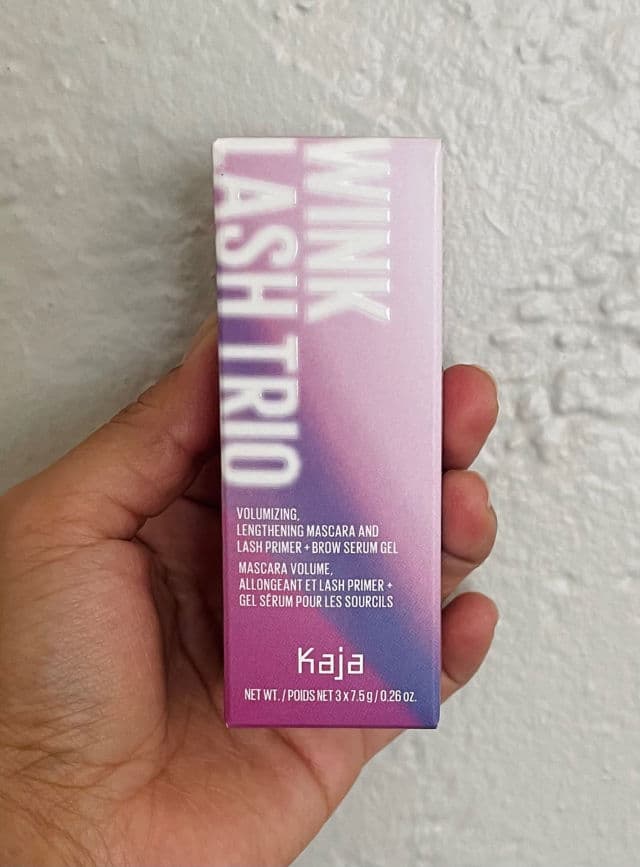 WINK
LASH TRIO
VOLUMIZING,
LENGTHENING MASCARA AND
LASH PRIMER + BROW SERUM GEL
MASCARA VOLUME,
ALLONGEANT ET LASH PRIMER +
GEL SÉRUM POUR LES SOURCILS
Kaja
NET WT. / POIDS NET 3 x 7.5 g / 0.26 oz.